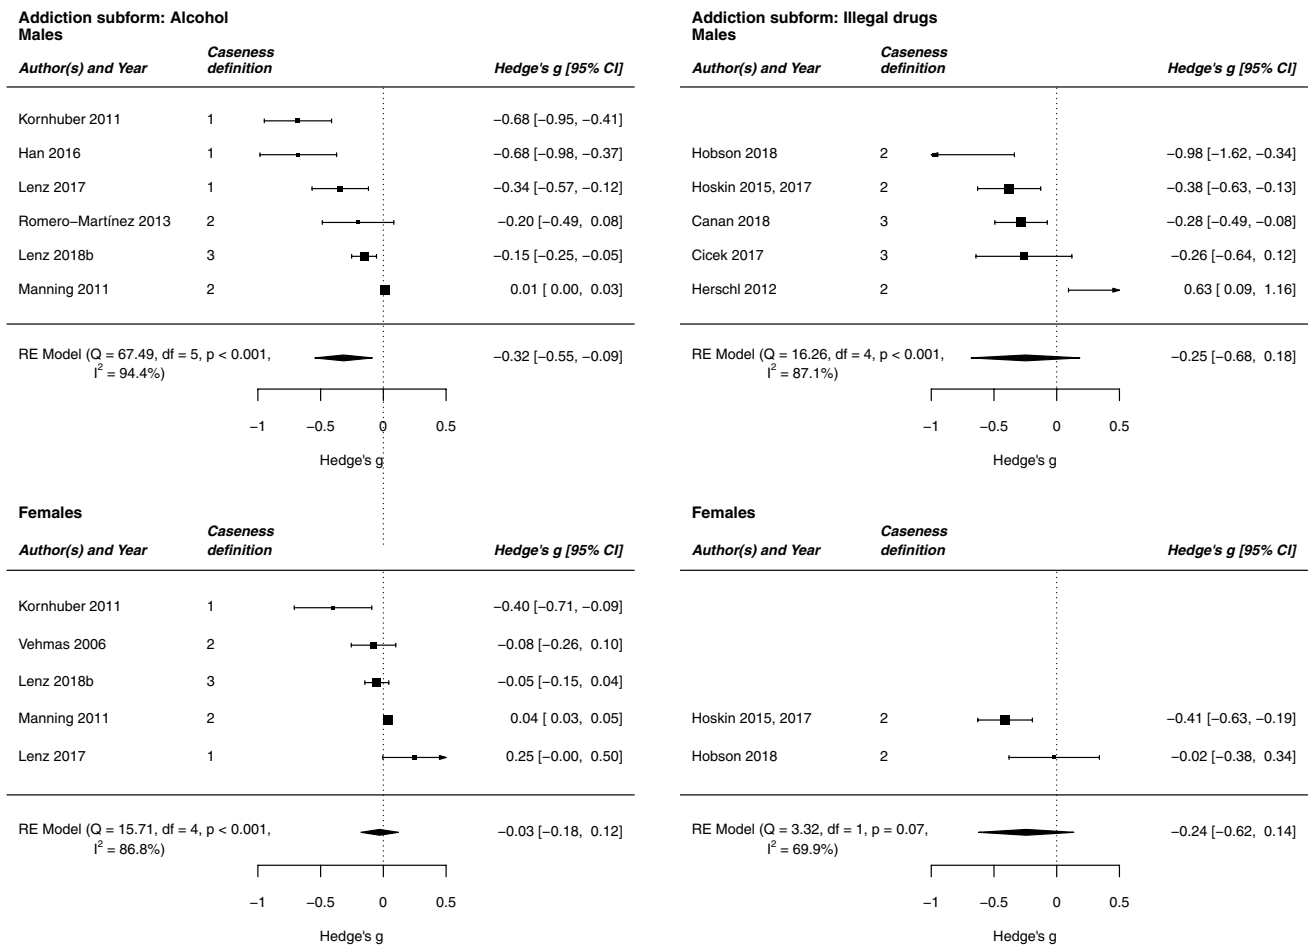 Addiction subform: Alcohol
Males
Caseness
Author(s) and Year definition Hedge's g [95% CI]
Kornhuber 2011 1 −0.68 [−0.95, −0.41]
Han 2016 1 −0.68 [−0.98, −0.37]
Lenz 2017 1 −0.34 [−0.57, −0.12]
Romero−Martínez 2013 2 −0.20 [−0.49, 0.08]
Lenz 2018b 3 −0.15 [−0.25, −0.05]
Manning 2011 2 0.01 [ 0.00, 0.03]
RE Model (Q = 67.49, df = 5, p < 0.001, −0.32 [−0.55, −0.09]
I² = 94.4%)
−1 −0.5 0 0.5
Hedge's g
Addiction subform: Illegal drugs
Males
Caseness
Author(s) and Year definition Hedge's g [95% CI]
Hobson 2018 2 −0.98 [−1.62, −0.34]
Hoskin 2015, 2017 2 −0.38 [−0.63, −0.13]
Canan 2018 3 −0.28 [−0.49, −0.08]
Cicek 2017 3 −0.26 [−0.64, 0.12]
Herschl 2012 2 0.63 [ 0.09, 1.16]
RE Model (Q = 16.26, df = 4, p < 0.001, −0.25 [−0.68, 0.18]
I² = 87.1%)
−1 −0.5 0 0.5
Hedge's g
Females
Caseness
Author(s) and Year definition Hedge's g [95% CI]
Kornhuber 2011 1 −0.40 [−0.71, −0.09]
Vehmas 2006 2 −0.08 [−0.26, 0.10]
Lenz 2018b 3 −0.05 [−0.15, 0.04]
Manning 2011 2 0.04 [ 0.03, 0.05]
Lenz 2017 1 0.25 [−0.00, 0.50]
RE Model (Q = 15.71, df = 4, p < 0.001, −0.03 [−0.18, 0.12]
I² = 86.8%)
−1 −0.5 0 0.5
Hedge's g
Females
Caseness
Author(s) and Year definition Hedge's g [95% CI]
Hoskin 2015, 2017 2 −0.41 [−0.63, −0.19]
Hobson 2018 2 −0.02 [−0.38, 0.34]
RE Model (Q = 3.32, df = 1, p = 0.07, −0.24 [−0.62, 0.14]
I² = 69.9%)
−1 −0.5 0 0.5
Hedge's g